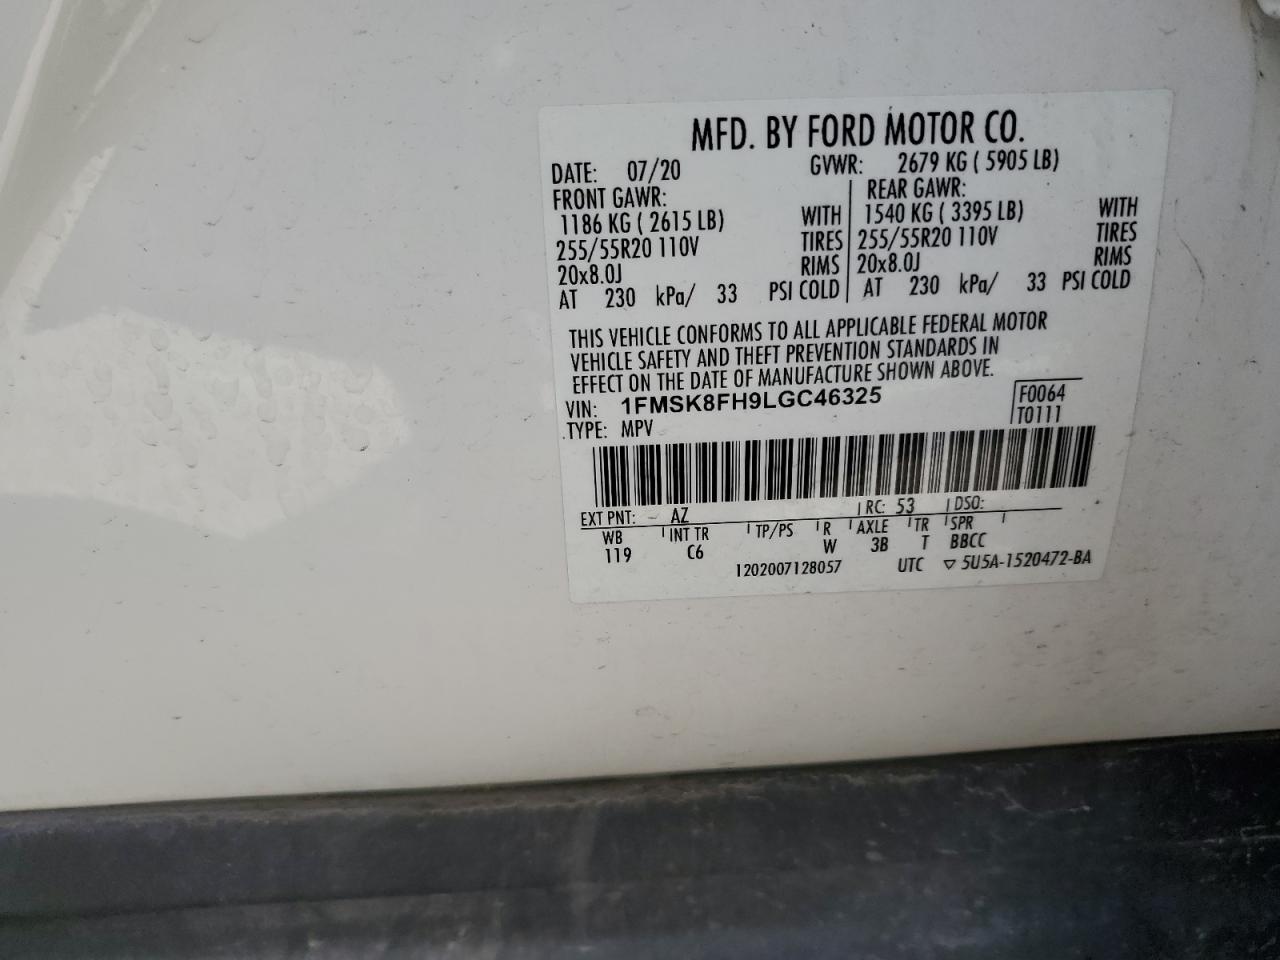 MFD. BY FORD MOTOR CO.
DATE: 07/20 GVWR: 2679 KG ( 5905 LB)
FRONT GAWR: REAR GAWR:
1186 KG ( 2615 LB) WITH 1540 KG ( 3395 LB) WITH
255/55R20 110V TIRES 255/55R20 110V TIRES
20x8.0J RIMS 20x8.0J RIMS
AT 230 kPa/ 33 PSI COLD AT 230 kPa/ 33 PSI COLD
THIS VEHICLE CONFORMS TO ALL APPLICABLE FEDERAL MOTOR
VEHICLE SAFETY AND THEFT PREVENTION STANDARDS IN
EFFECT ON THE DATE OF MANUFACTURE SHOWN ABOVE.
VIN: 1FMSK8FH9LGC46325 F0064
TYPE: MPV T0111
EXT PNT: AZ RC: 53 DSO:
WB INT TR TP/PS R AXLE TR SPR
119 C6 W 3B T BBCC
1202007128057 UTC ▽ 5U5A-1520472-BA